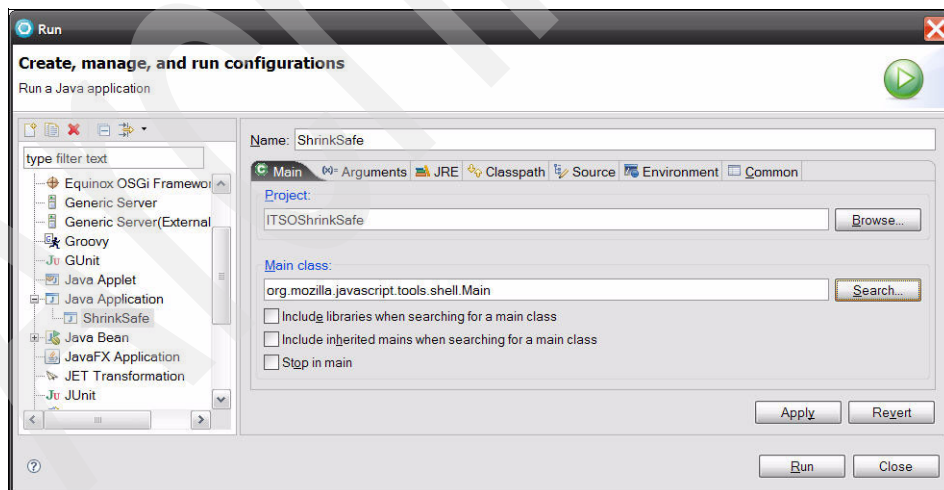 Run
Create, manage, and run configurations
Run a Java application
type filter text
Equinox OSGi Framewor
Generic Server
Generic Server(External
Groovy
GUnit
Java Applet
Java Application
ShrinkSafe
Java Bean
JavaFX Application
JET Transformation
JUnit
Name: ShrinkSafe
Main (x)= Arguments JRE Classpath Source Environment Common
Project:
ITSOShrinkSafe
Browse...
Main class:
org.mozilla.javascript.tools.shell.Main
Search...
Include libraries when searching for a main class
Include inherited mains when searching for a main class
Stop in main
Apply Revert
Run Close